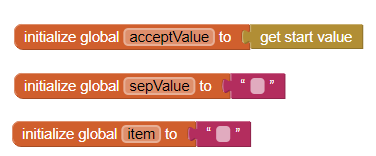 initialize global acceptValue to get start value
initialize global sepValue to “ ”
initialize global item to “ ”